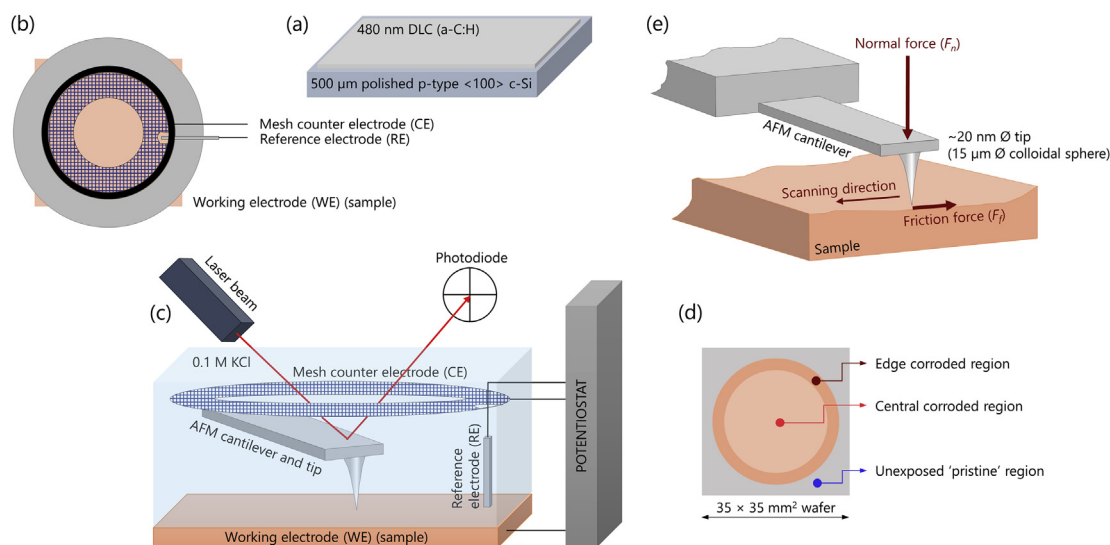 (a)
480 nm DLC (a-C:H)
500 μm polished p-type <100> c-Si
(b)
Mesh counter electrode (CE)
Reference electrode (RE)
Working electrode (WE) (sample)
(c)
Laser beam
Photodiode
0.1 M KCl
Mesh counter electrode (CE)
AFM cantilever and tip
Reference
electrode (RE)
POTENTIOSTAT
Working electrode (WE) (sample)
(d)
Edge corroded region
Central corroded region
Unexposed ‘pristine’ region
35 × 35 mm² wafer
(e)
Normal force (Fn)
AFM cantilever
~20 nm Ø tip
(15 μm Ø colloidal sphere)
Scanning direction
Friction force (Ff)
Sample